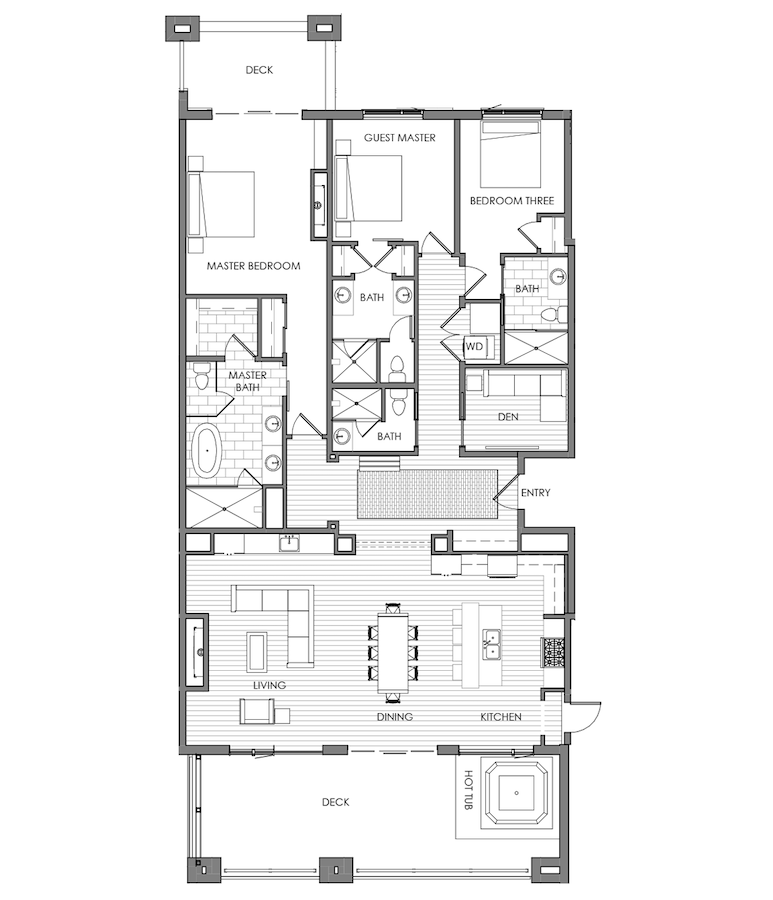 DECK
GUEST MASTER
BEDROOM THREE
MASTER BEDROOM
BATH
BATH
WD
MASTER
BATH
DEN
BATH
ENTRY
LIVING
DINING
KITCHEN
DECK
HOT TUB